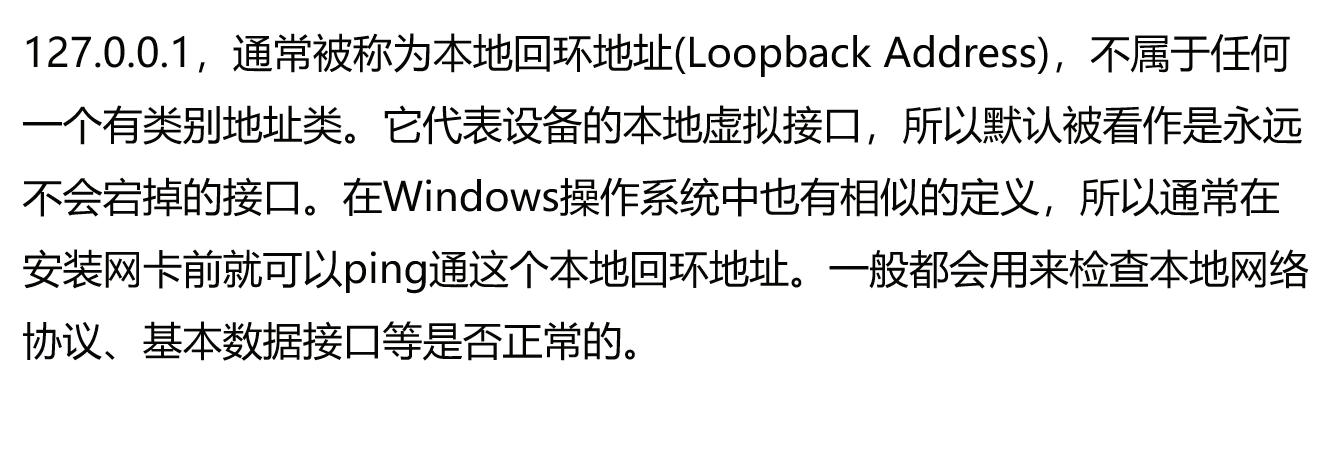 127.0.0.1，通常被称为本地回环地址(Loopback Address)，不属于任何
一个有类别地址类。它代表设备的本地虚拟接口，所以默认被看作是永远
不会宕掉的接口。在Windows操作系统中也有相似的定义，所以通常在
安装网卡前就可以ping通这个本地回环地址。一般都会用来检查本地网络
协议、基本数据接口等是否正常的。